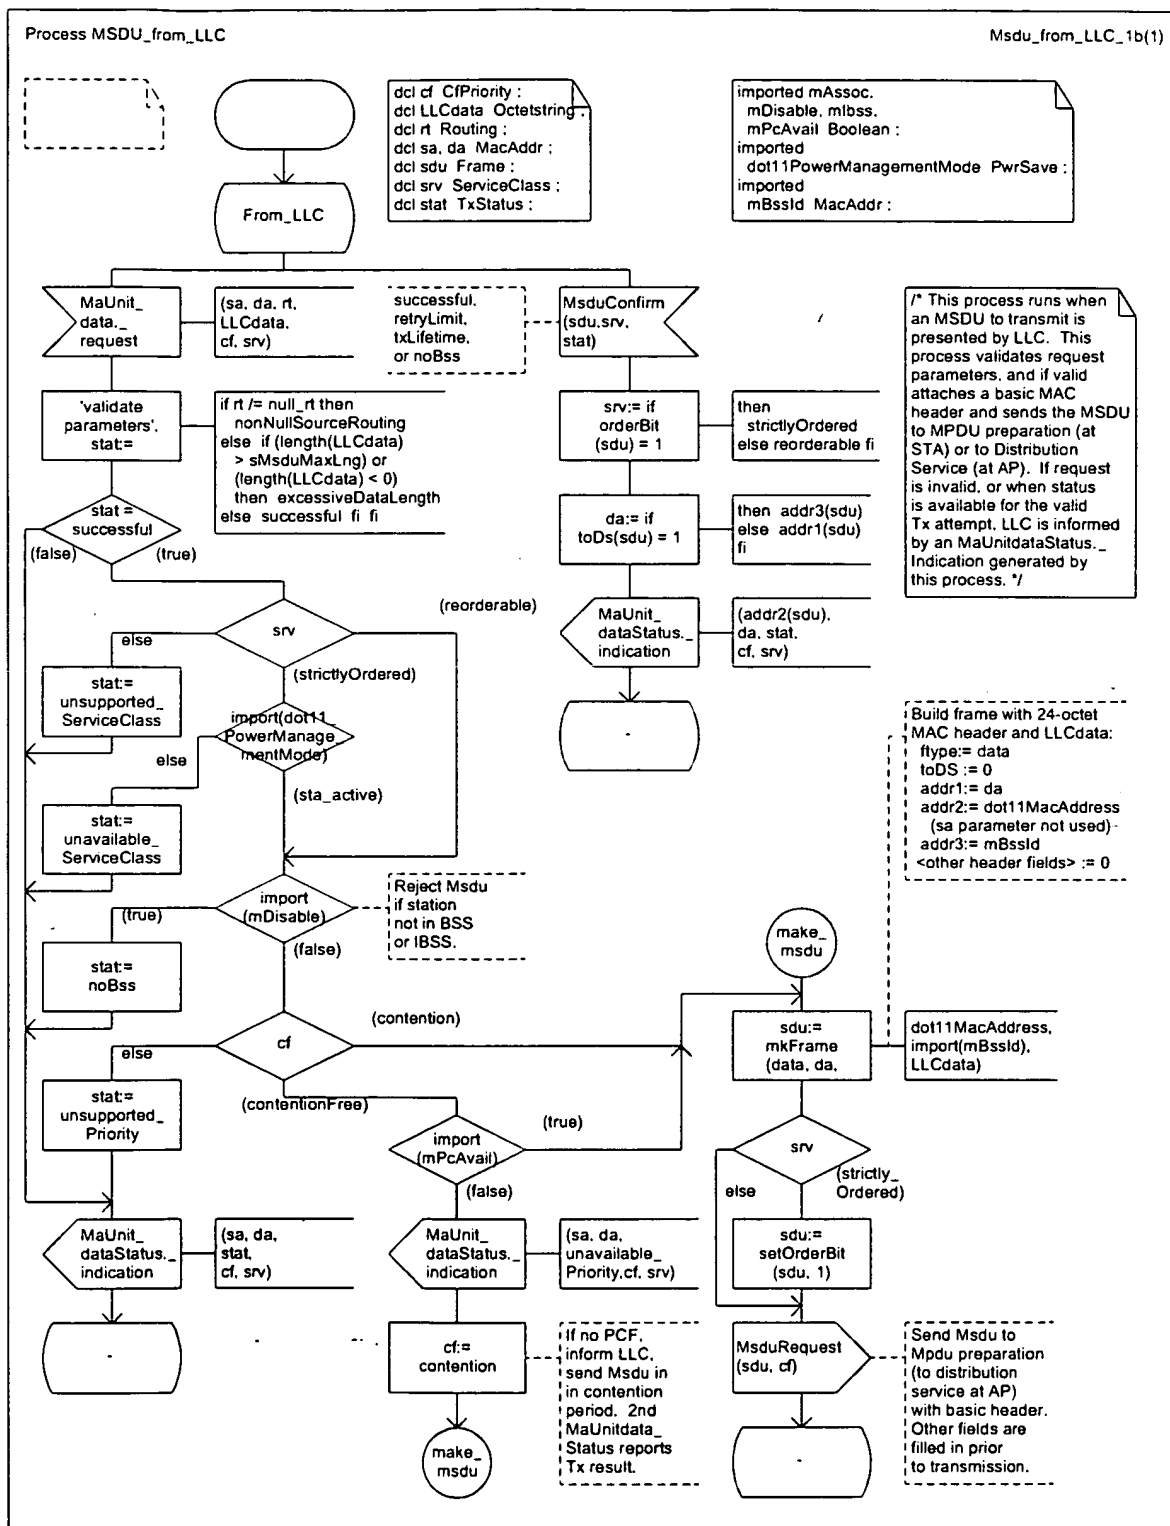 Process MSDU_from_LLC
Msdu_from_LLC_1b(1)
dcl cf CfPriority ;
dcl LLCdata Octetstring ;
dcl rt Routing ;
dcl sa, da MacAddr ;
dcl sdu Frame ;
dcl srv ServiceClass ;
dcl stat TxStatus ;
imported mAssoc,
mDisable, mIbss,
mPcAvail Boolean ;
imported
dot11PowerManagementMode PwrSave ;
imported
mBssId MacAddr ;
From_LLC
MaUnit_
data._
request
(sa, da, rt,
LLCdata,
cf, srv)
successful,
retryLimit,
txLifetime,
or noBss
MsduConfirm
(sdu,srv,
stat)
/* This process runs when
an MSDU to transmit is
presented by LLC. This
process validates request
parameters, and if valid
attaches a basic MAC
header and sends the MSDU
to MPDU preparation (at
STA) or to Distribution
Service (at AP). If request
is invalid, or when status
is available for the valid
Tx attempt, LLC is informed
by an MaUnitdataStatus._
Indication generated by
this process. */
'validate
parameters',
stat:=
if rt /= null_rt then
nonNullSourceRouting
else if (length(LLCdata)
> sMsduMaxLng) or
(length(LLCdata) < 0)
then excessiveDataLength
else successful fi fi
srv:= if
orderBit
(sdu) = 1
then
strictlyOrdered
else reorderable fi
stat =
successful
(false)
(true)
da:= if
toDs(sdu) = 1
then addr3(sdu)
else addr1(sdu)
fi
srv
else
(reorderable)
(strictlyOrdered)
MaUnit_
dataStatus._
indication
(addr2(sdu),
da, stat,
cf, srv)
stat:=
unsupported_
ServiceClass
import(dot11_
PowerManage_
mentMode)
else
(sta_active)
-
Build frame with 24-octet
MAC header and LLCdata:
ftype:= data
toDS := 0
addr1:= da
addr2:= dot11MacAddress
(sa parameter not used)
addr3:= mBssId
<other header fields> := 0
stat:=
unavailable_
ServiceClass
import
(mDisable)
(true)
(false)
Reject Msdu
if station
not in BSS
or IBSS.
stat:=
noBss
make_
msdu
cf
else
(contention)
(contentionFree)
sdu:=
mkFrame
(data, da,
dot11MacAddress,
import(mBssId),
LLCdata)
stat:=
unsupported_
Priority
import
(mPcAvail)
(true)
(false)
srv
else
(strictly_
Ordered)
MaUnit_
dataStatus._
indication
(sa, da,
stat,
cf, srv)
MaUnit_
dataStatus._
indication
(sa, da,
unavailable_
Priority,cf, srv)
sdu:=
setOrderBit
(sdu, 1)
-
cf:=
contention
If no PCF,
inform LLC,
send Msdu in
in contention
period. 2nd
MaUnitdata_
Status reports
Tx result.
MsduRequest
(sdu, cf)
Send Msdu to
Mpdu preparation
(to distribution
service at AP)
with basic header.
Other fields are
filled in prior
to transmission.
make_
msdu
-